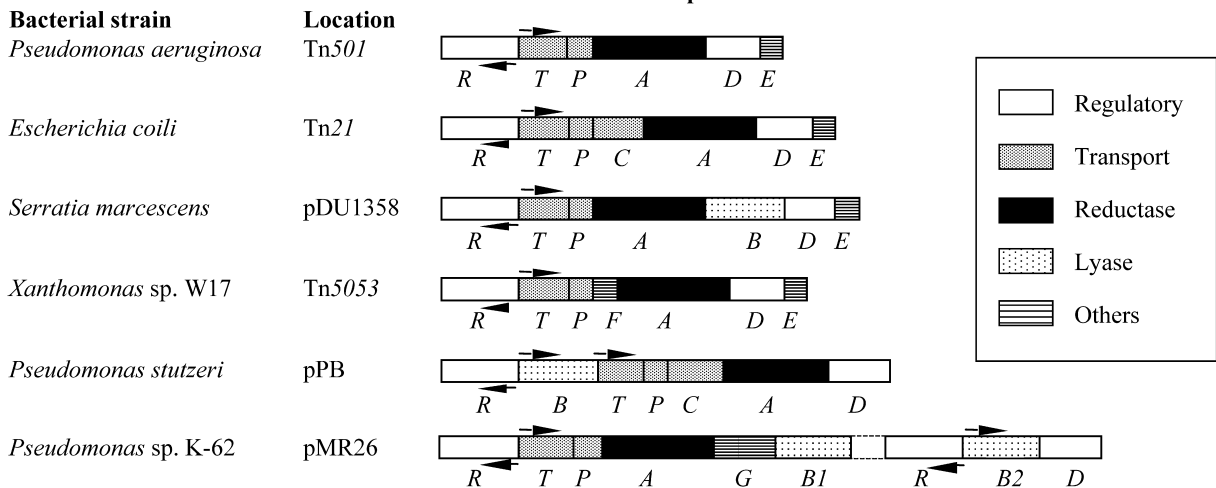 Bacterial strain Location
Pseudomonas aeruginosa Tn501
R T P A D E
Regulatory
Escherichia coili Tn21
R T P C A D E
Transport
Serratia marcescens pDU1358
Reductase
R T P A B D E
Lyase
Xanthomonas sp. W17 Tn5053
R T P F A D E
Others
Pseudomonas stutzeri pPB
R B T P C A D
Pseudomonas sp. K-62 pMR26
R T P A G B1 R B2 D